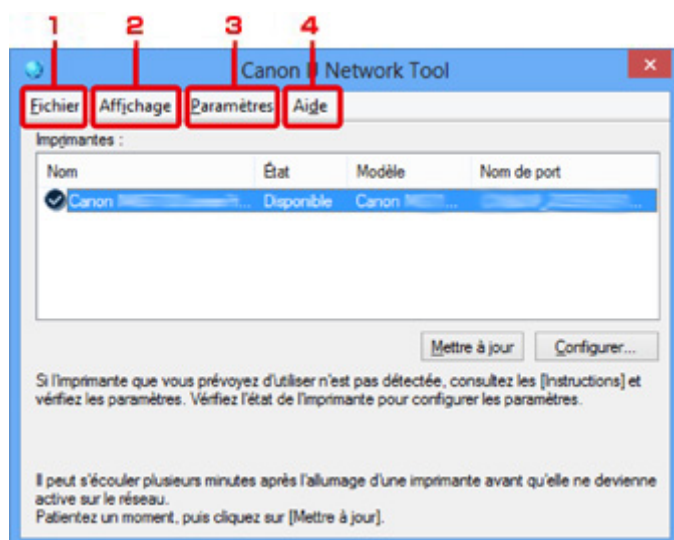 1 2 3 4
Canon IJ Network Tool
Fichier Affichage Paramètres Aide
Imprimantes :
Nom État Modèle Nom de port
Canon ... Disponible Canon ... ...
Mettre à jour Configurer...
Si l'imprimante que vous prévoyez d'utiliser n'est pas détectée, consultez les [Instructions] et
vérifiez les paramètres. Vérifiez l'état de l'imprimante pour configurer les paramètres.
Il peut s'écouler plusieurs minutes après l'allumage d'une imprimante avant qu'elle ne devienne
active sur le réseau.
Patientez un moment, puis cliquez sur [Mettre à jour].